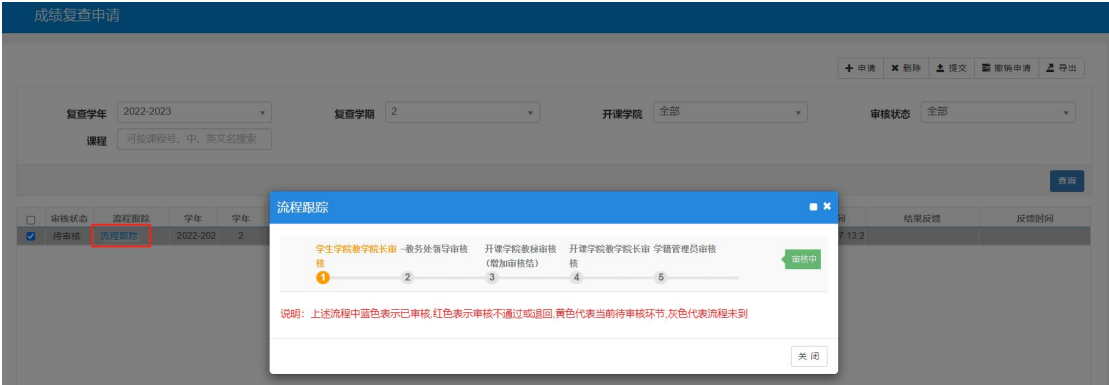 成绩复查申请
申请 删除 提交 撤销申请 导出
复查学年 2022-2023 复查学期 2 开课学院 全部 审核状态 全部
课程 可按课程号、中、英文名搜索
查询
审核状态 流程跟踪 学年 学年 结果反馈 反馈时间
待审核 流程跟踪 2022-202 2 7 13:2
流程跟踪
学生学院教学院长审 --教务处领导审核 开课学院教秘审核 开课学院教学院长审 学籍管理员审核
核 (增加审核结) 核
1 2 3 4 5
审核中
说明：上述流程中蓝色表示已审核,红色表示审核不通过或退回,黄色代表当前待审核环节,灰色代表流程未到
关 闭